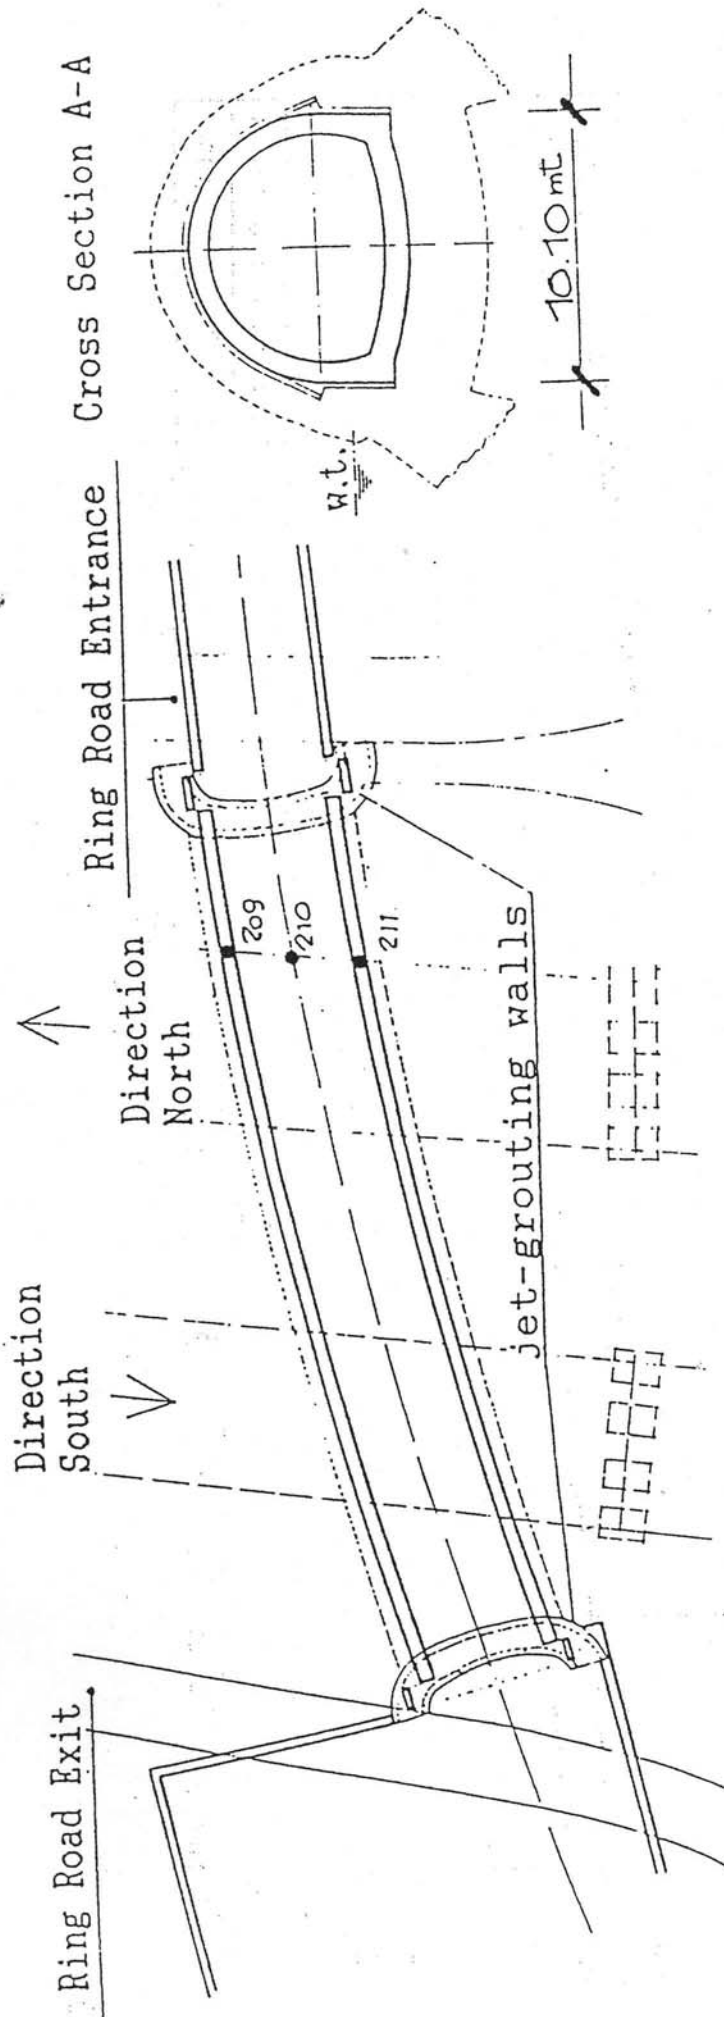 Ring Road Exit
Direction
South
Direction
North
Ring Road Entrance
Cross Section A-A
209
210
211
w.t.
jet-grouting walls
10.10mt